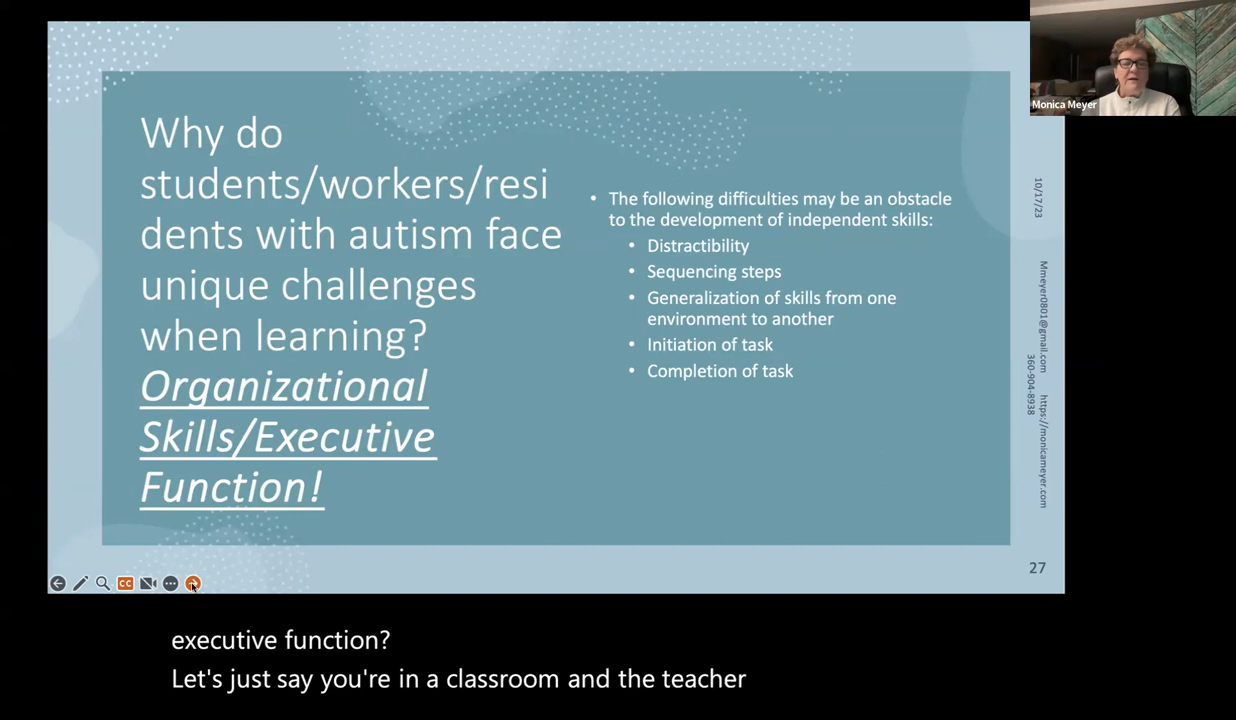 Why do
students/workers/resi
dents with autism face
unique challenges
when learning?
Organizational
Skills/Executive
Function!
• The following difficulties may be an obstacle
to the development of independent skills:
• Distractibility
• Sequencing steps
• Generalization of skills from one
environment to another
• Initiation of task
• Completion of task
Monica Meyer
10/17/23
Mmeyer0801@gmail.com https://monicameyer.com
360-904-8938
27
CC
executive function?
Let's just say you're in a classroom and the teacher